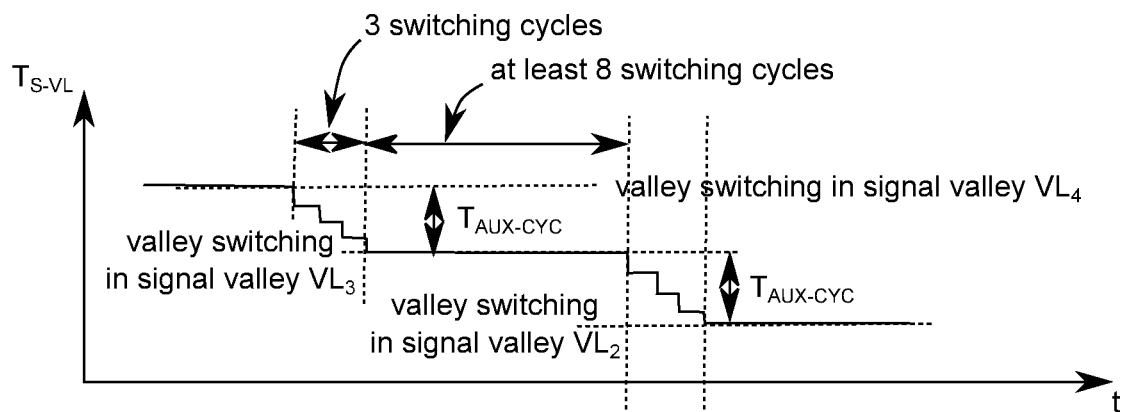 3 switching cycles
T_S-VL
at least 8 switching cycles
valley switching in signal valley VL_4
T_AUX-CYC
valley switching
in signal valley VL_3
T_AUX-CYC
valley switching
in signal valley VL_2
t